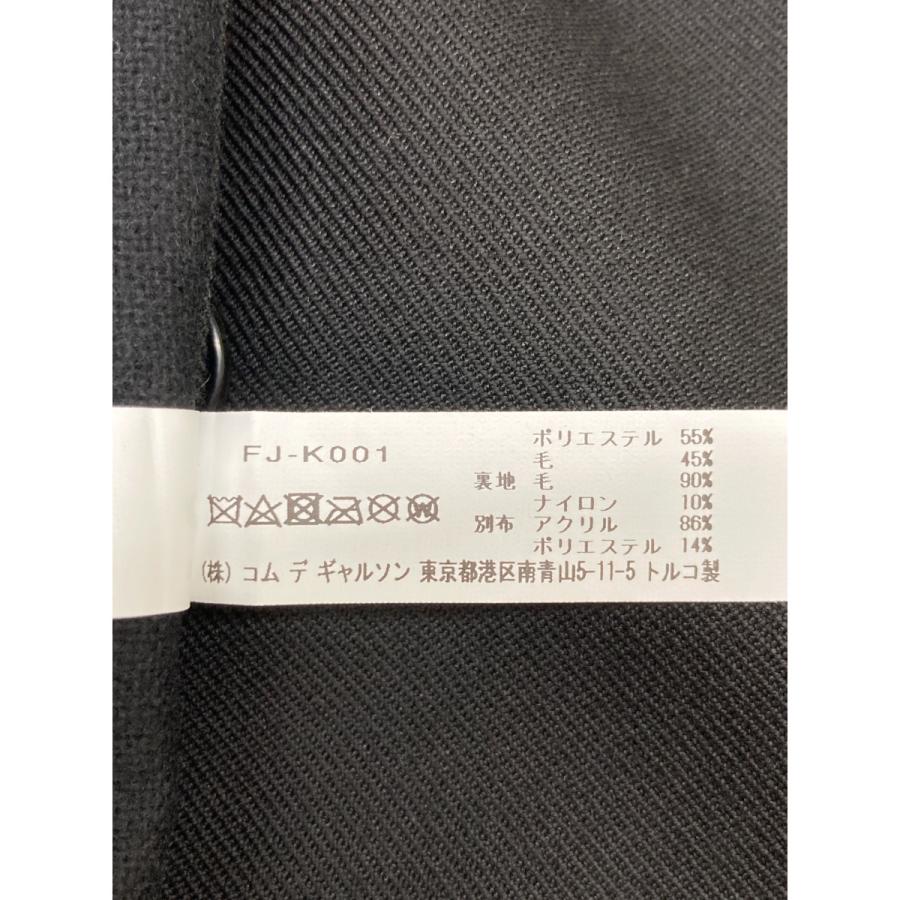 FJ-K001
ポリエステル 55%
毛 45%
裏地 毛 90%
ナイロン 10%
別布 アクリル 86%
ポリエステル 14%
W
(株) コム デ ギャルソン 東京都港区南青山5-11-5 トルコ製